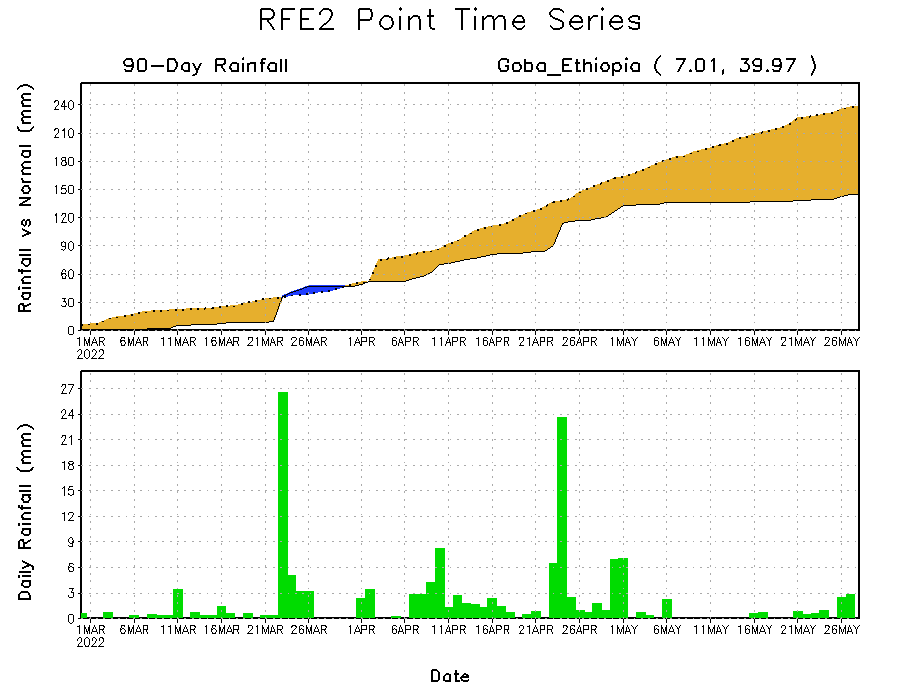 RFE2 Point Time Series
90-Day Rainfall
Goba_Ethiopia ( 7.01, 39.97 )
Rainfall vs Normal (mm)
240
210
180
150
120
90
60
30
0
1MAR 6MAR 11MAR 16MAR 21MAR 26MAR 1APR 6APR 11APR 16APR 21APR 26APR 1MAY 6MAY 11MAY 16MAY 21MAY 26MAY
2022
Daily Rainfall (mm)
27
24
21
18
15
12
9
6
3
0
1MAR 6MAR 11MAR 16MAR 21MAR 26MAR 1APR 6APR 11APR 16APR 21APR 26APR 1MAY 6MAY 11MAY 16MAY 21MAY 26MAY
2022
Date